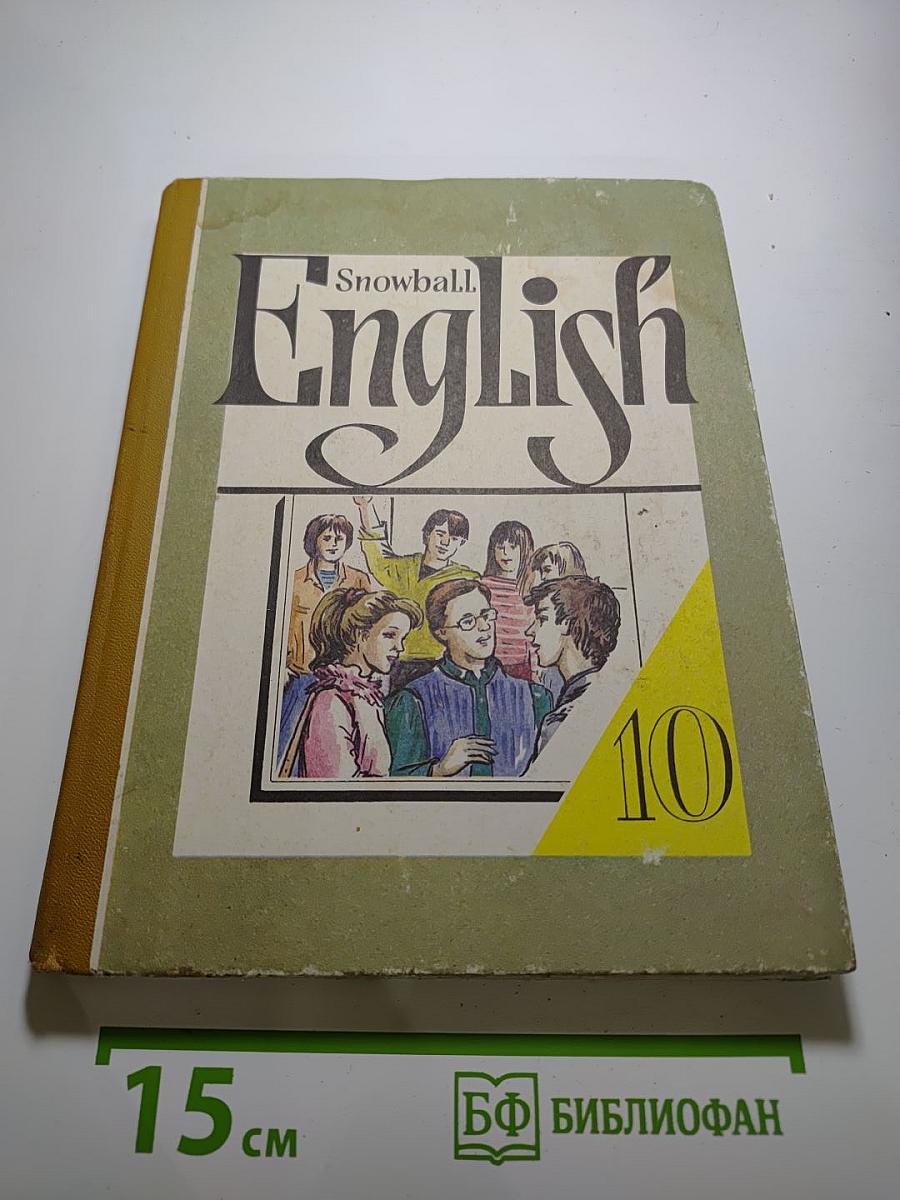 Snowball
English
10
15 см
БФ БИБЛИОФАН